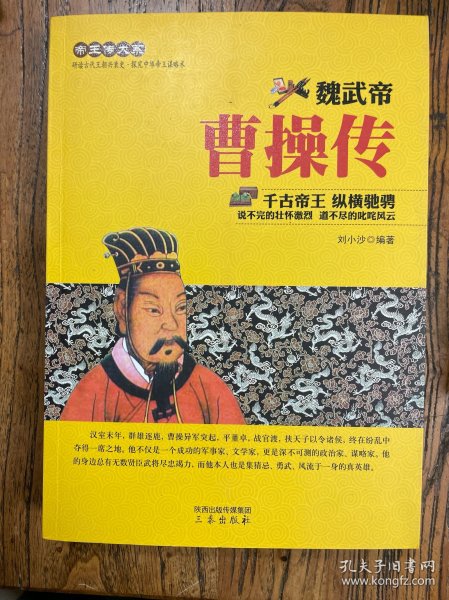 帝王传大系
研读古代王朝兴衰史·探见中华帝王谋略术
魏武帝
曹操传
千古帝王 纵横驰骋
说不完的壮怀激烈 道不尽的叱咤风云
刘小沙◎编著
汉室末年，群雄逐鹿，曹操异军突起，平董卓，战官渡，挟天子以令诸侯，终在纷乱中
夺得一席之地。他不仅是一个成功的军事家、文学家，更是深不可测的政治家、谋略家，他
的身边总有无数贤臣武将尽忠竭力，而他本人也是集猜忌、勇武、风流于一身的真英雄。
陕西出版传媒集团
三秦出版社
孔夫子旧书网
www.kongfz.com